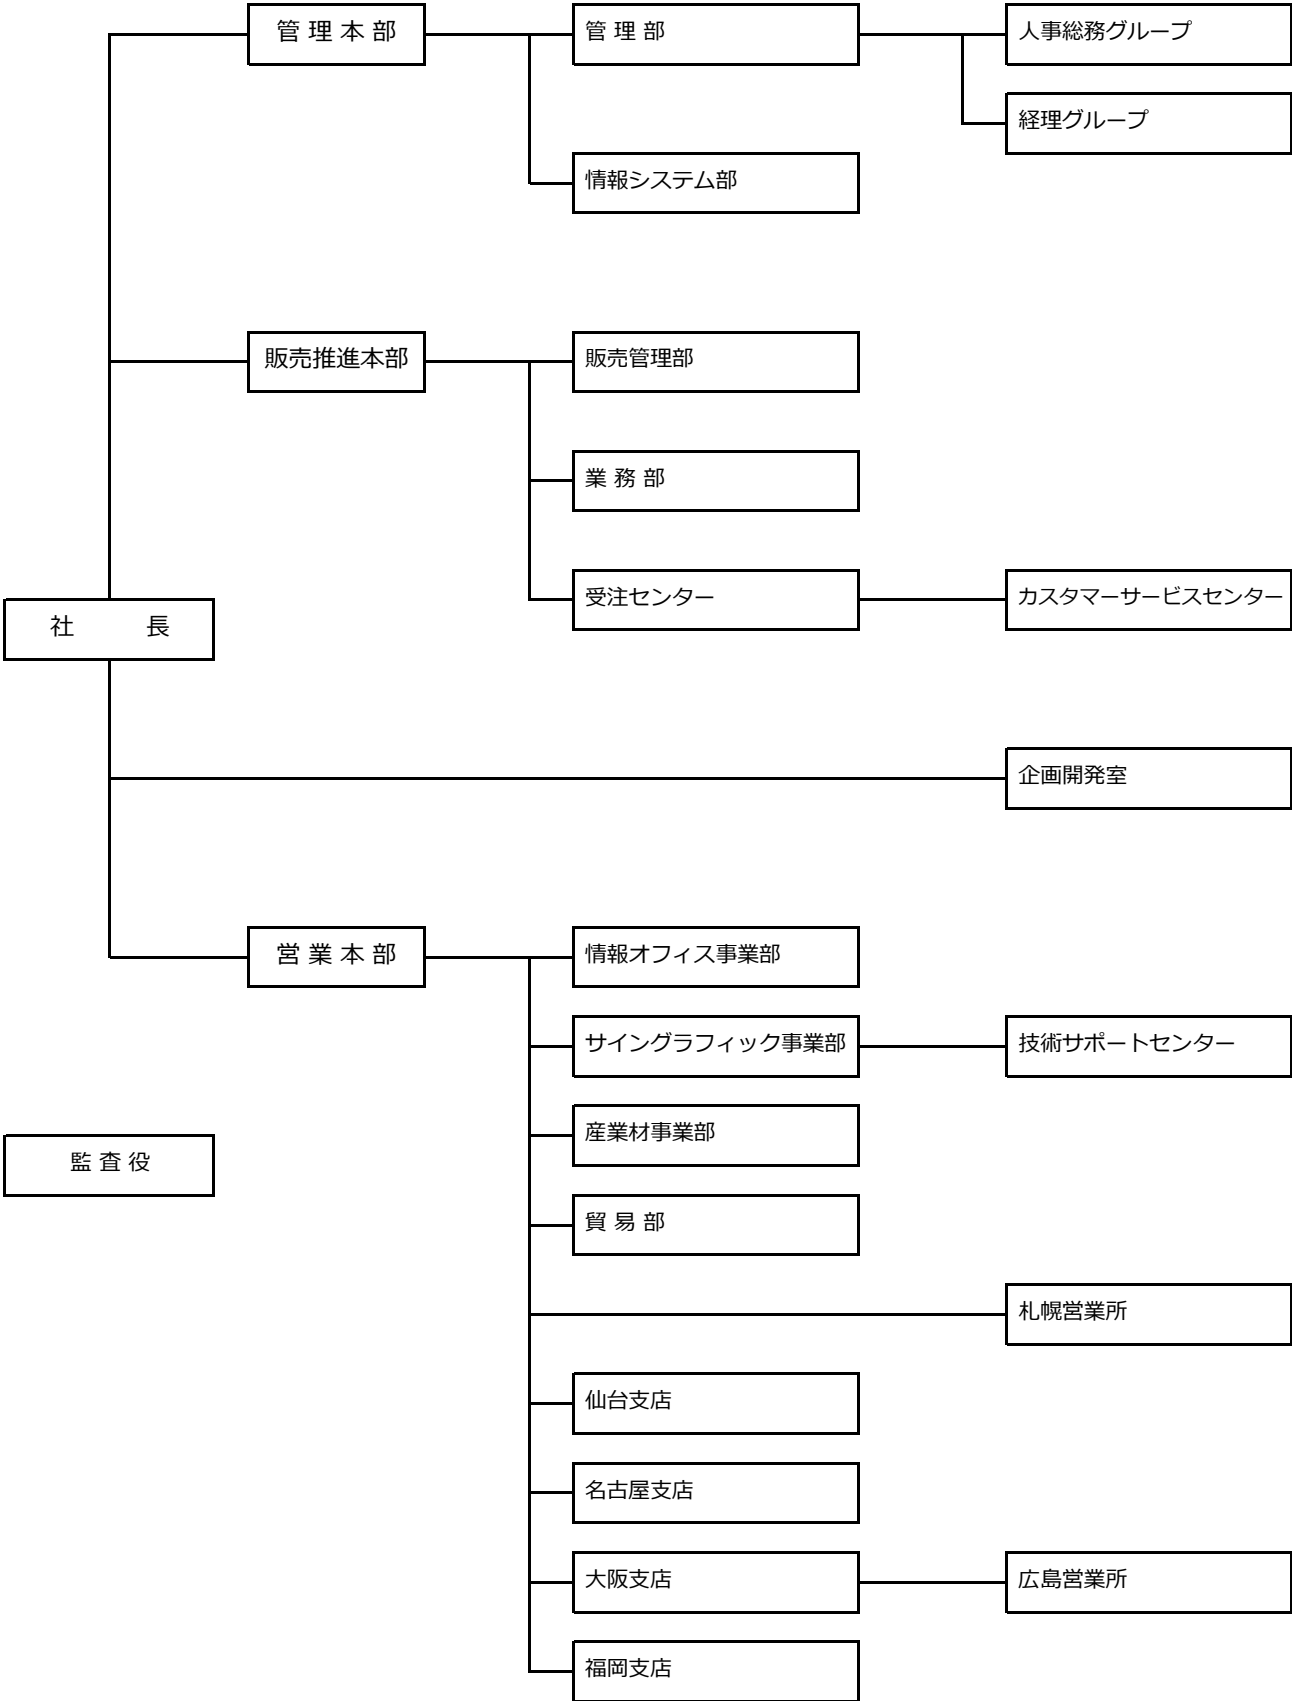 管 理 本 部
管 理 部
人事総務グループ
経理グループ
情報システム部
販売推進本部
販売管理部
業 務 部
受注センター
カスタマーサービスセンター
社　　　長
企画開発室
営 業 本 部
情報オフィス事業部
サイングラフィック事業部
技術サポートセンター
産業材事業部
監 査 役
貿 易 部
札幌営業所
仙台支店
名古屋支店
大阪支店
広島営業所
福岡支店